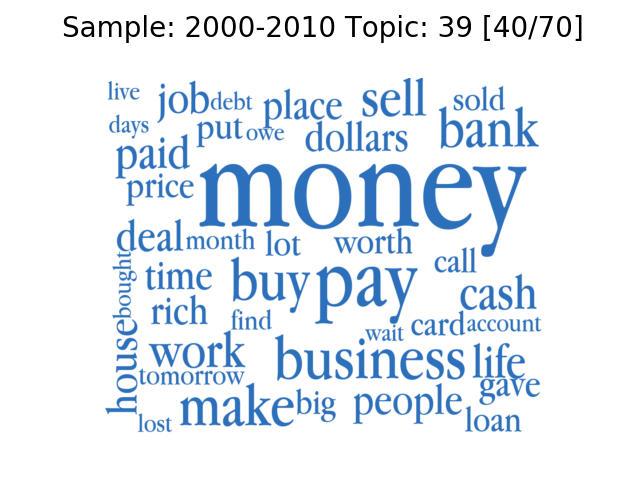 Sample: 2000-2010 Topic: 39 [40/70]
live job debt place sell sold
days put owe dollars bank
paid
price money
deal month lot worth
bought time buy pay call
rich find cash
house work wait card account
tomorrow business life
make big people gave
lost loan